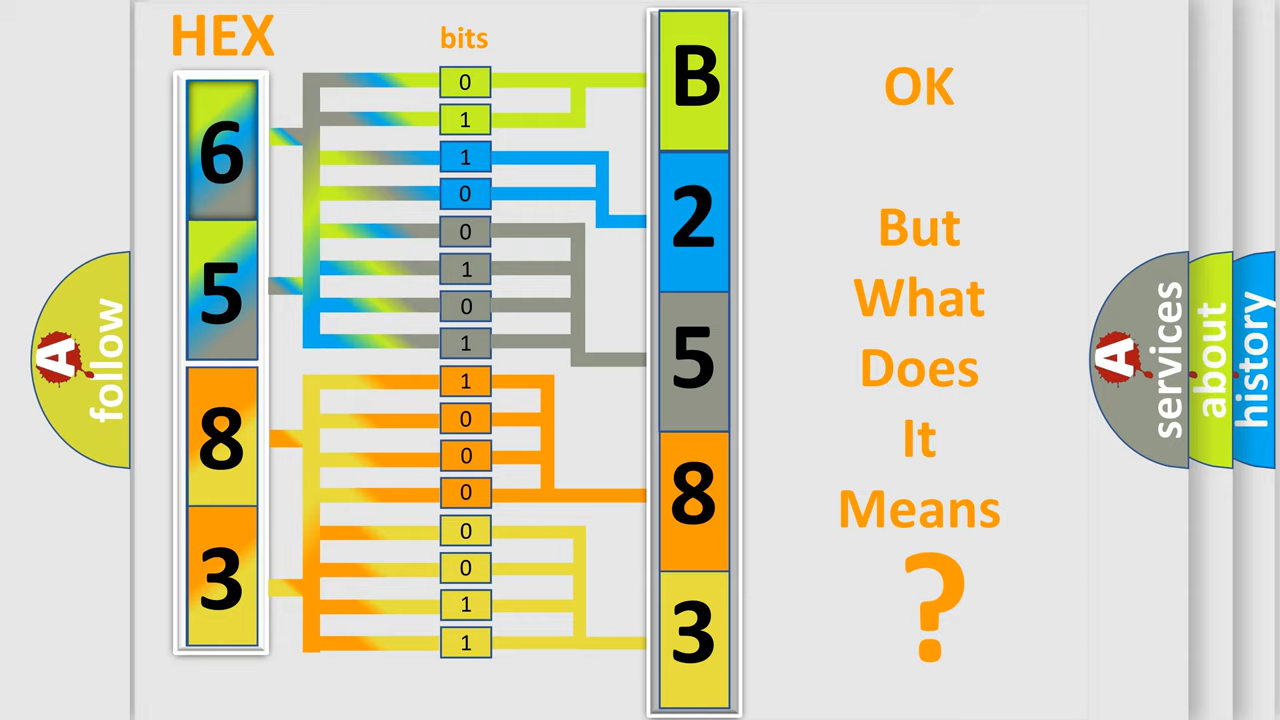 HEX
bits
6
5
8
3
0
1
1
0
0
1
0
1
1
0
0
0
0
0
1
1
B
2
5
8
3
OK
But
What
Does
It
Means
?
A
follow
A
services
about
history